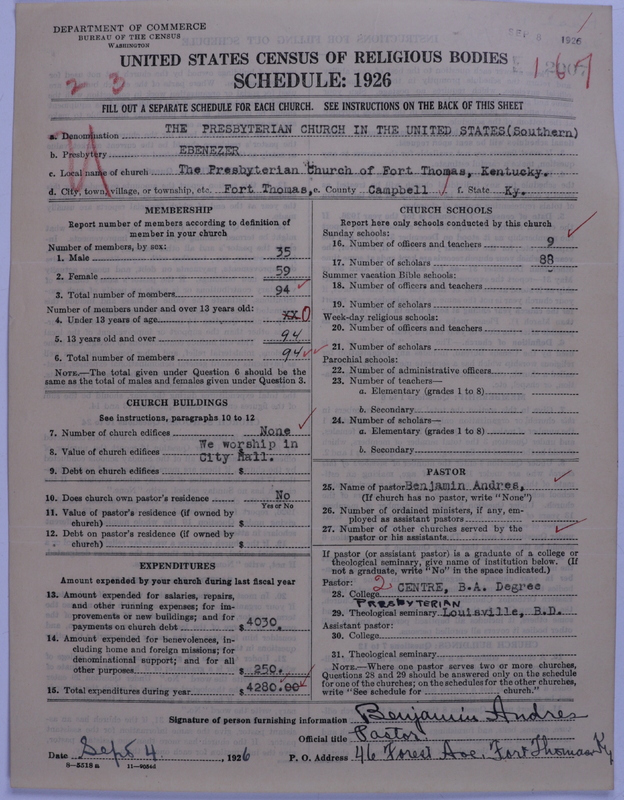 DEPARTMENT OF COMMERCE
BUREAU OF THE CENSUS
WASHINGTON
SEP 8 1926
UNITED STATES CENSUS OF RELIGIOUS BODIES
2 3
SCHEDULE: 1926
16A
FILL OUT A SEPARATE SCHEDULE FOR EACH CHURCH. SEE INSTRUCTIONS ON THE BACK OF THIS SHEET
a. Denomination THE PRESBYTERIAN CHURCH IN THE UNITED STATES(Southern)
b. Presbytery EBENEZER
c. Local name of church The Presbyterian Church of Fort Thomas, Kentucky.
d. City, town, village, or township, etc. Fort Thomas, e. County Campbell f. State Ky.
MEMBERSHIP
Report number of members according to definition of
member in your church
Number of members, by sex:
1. Male 35
2. Female 59
3. Total number of members 94
Number of members under and over 13 years old:
4. Under 13 years of age XX 0
5. 13 years old and over 94
6. Total number of members 94
NOTE.—The total given under Question 6 should be
same as the total of males and females given under Question 3.
CHURCH BUILDINGS
See instructions, paragraphs 10 to 12
7. Number of church edifices None
8. Value of church edifices We worship in
City Hall.
9. Debt on church edifices $
10. Does church own pastor's residence No
Yes or No
11. Value of pastor's residence (if owned by
church) $
12. Debt on pastor's residence (if owned by
church) $
EXPENDITURES
Amount expended by your church during last fiscal year
13. Amount expended for salaries, repairs,
and other running expenses; for im-
provements or new buildings; and for
payments on church debt $4030.
14. Amount expended for benevolences, in-
cluding home and foreign missions; for
denominational support; and for all
other purposes $ 250.
15. Total expenditures during year $4280.00
CHURCH SCHOOLS
Report here only schools conducted by this church
Sunday schools:
16. Number of officers and teachers 9
17. Number of scholars 88
Summer vacation Bible schools:
18. Number of officers and teachers
19. Number of scholars
Week-day religious schools:
20. Number of officers and teachers
21. Number of scholars
Parochial schools:
22. Number of administrative officers
23. Number of teachers—
a. Elementary (grades 1 to 8)
b. Secondary
24. Number of scholars—
a. Elementary (grades 1 to 8)
b. Secondary
PASTOR
25. Name of pastor Benjamin Andres,
(If church has no pastor, write "None")
26. Number of ordained ministers, if any, em-
ployed as assistant pastors
27. Number of other churches served by the
pastor or his assistants
If pastor (or assistant pastor) is a graduate of a college or
theological seminary, give name of institution below. (If
not a graduate, write "No" in the space indicated.)
Pastor:
28. College 2 CENTRE, B.A. Degree
PRESBYTERIAN
29. Theological seminary Louisville, B.D.
Assistant pastor:
30. College
31. Theological seminary
NOTE.—Where one pastor serves two or more churches,
Questions 28 and 29 should be answered only on the schedule
for one of the churches; on the schedules for the other churches,
write "See schedule for church."
Signature of person furnishing information Benjamin Andres
Official title Pastor.
Date Sept 4, 1926 P. O. Address 46 Forest Ave, Fort Thomas Ky
8—5518 a